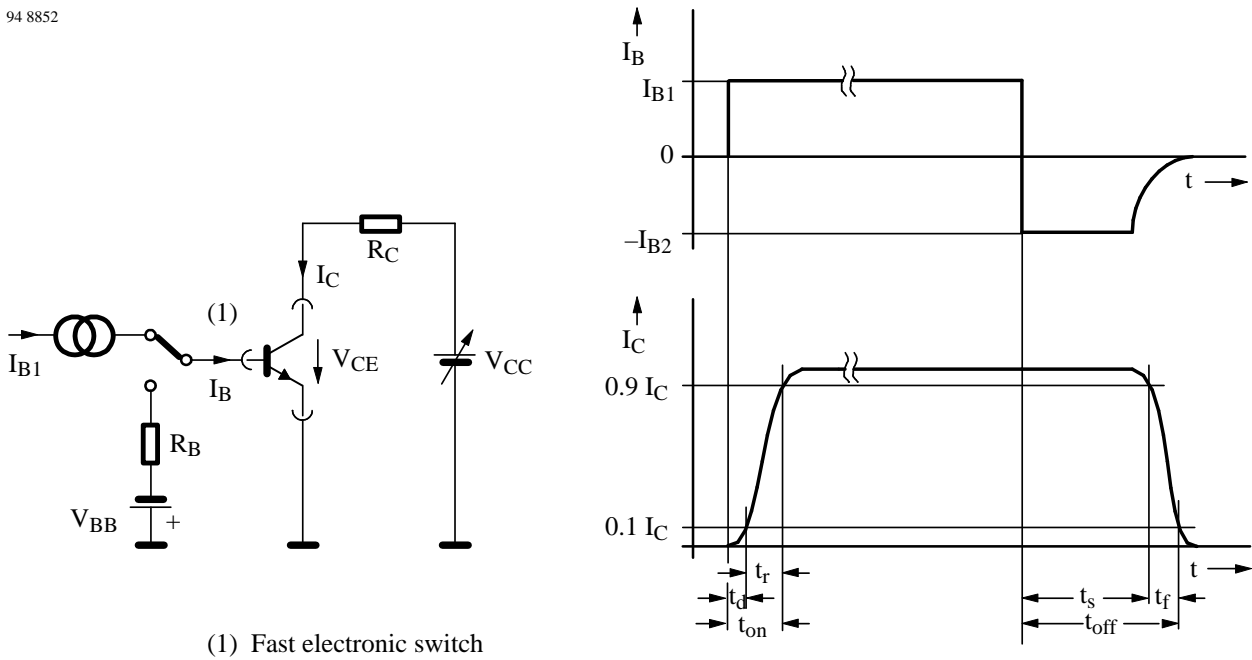 94 8852
I_B1
(1)
I_B
R_B
V_BB
+
I_C
V_CE
R_C
V_CC
(1) Fast electronic switch
I_B
I_B1
0
–I_B2
t
I_C
0.9 I_C
0.1 I_C
t
t_r
t_d
t_on
t_s
t_f
t_off